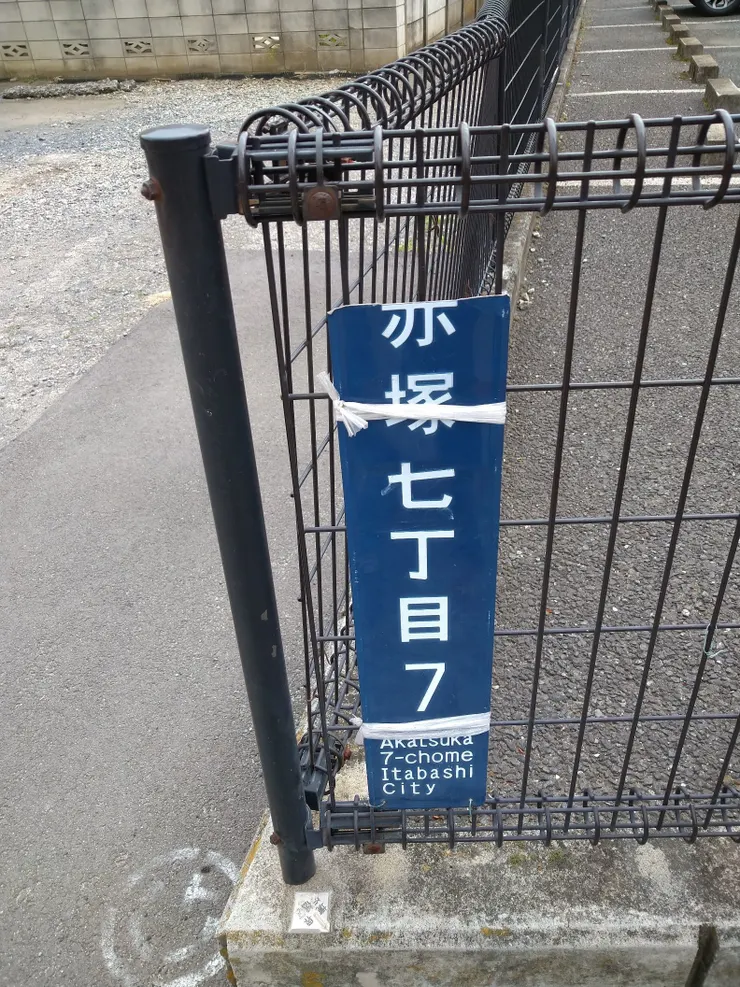 赤塚七丁目7
Akatsuka
7-chome
Itabashi
City